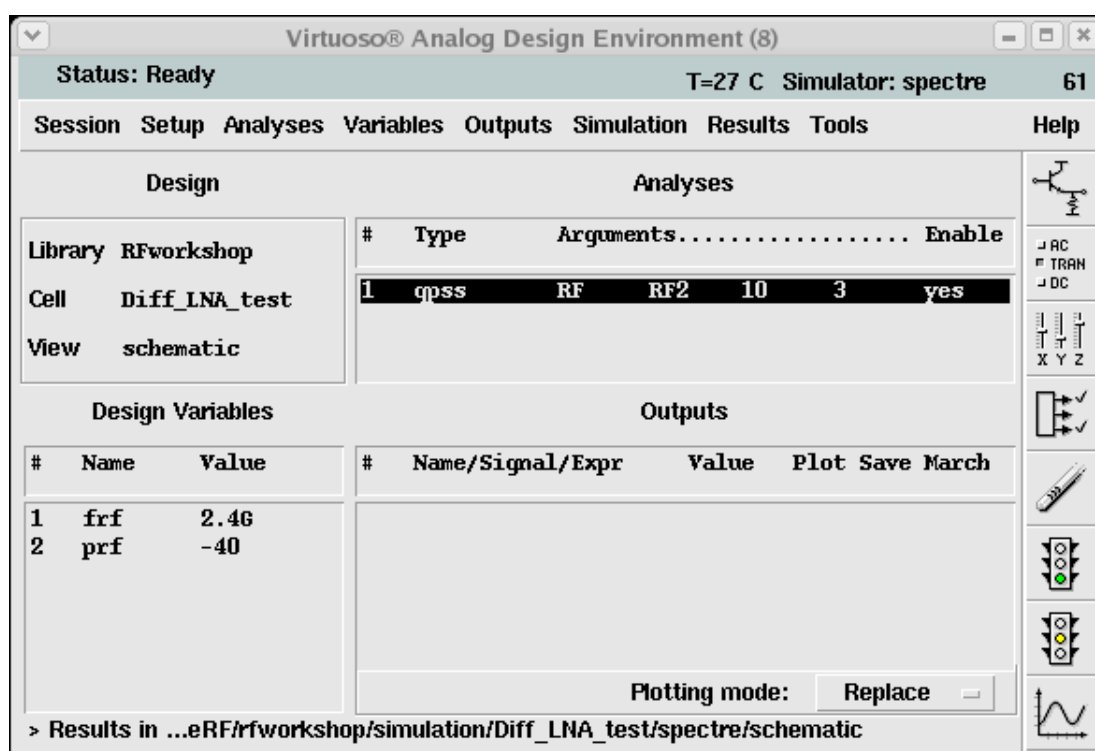 Virtuoso® Analog Design Environment (8)
Status: Ready T=27 C Simulator: spectre 61
Session Setup Analyses Variables Outputs Simulation Results Tools Help
Design
Library RFworkshop
Cell Diff_LNA_test
View schematic
Analyses
# Type Arguments................... Enable
1 qpss RF RF2 10 3 yes
Design Variables
# Name Value
1 frf 2.4G
2 prf -40
Outputs
# Name/Signal/Expr Value Plot Save March
Plotting mode: Replace
> Results in ...eRF/rfworkshop/simulation/Diff_LNA_test/spectre/schematic
AC
TRAN
DC
X Y Z